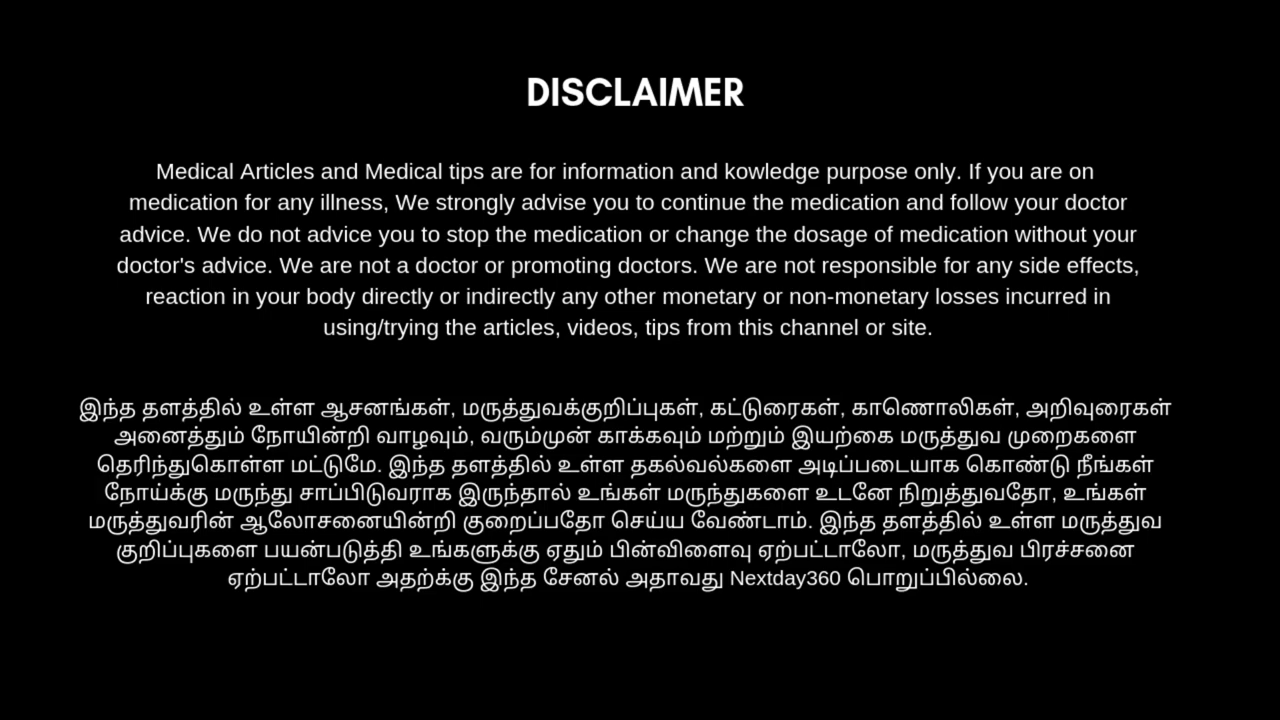 DISCLAIMER
Medical Articles and Medical tips are for information and kowledge purpose only. If you are on
medication for any illness, We strongly advise you to continue the medication and follow your doctor
advice. We do not advice you to stop the medication or change the dosage of medication without your
doctor's advice. We are not a doctor or promoting doctors. We are not responsible for any side effects,
reaction in your body directly or indirectly any other monetary or non-monetary losses incurred in
using/trying the articles, videos, tips from this channel or site.
இந்த தளத்தில் உள்ள ஆசனங்கள், மருத்துவக்குறிப்புகள், கட்டுரைகள், காணொலிகள், அறிவுரைகள்
அனைத்தும் நோயின்றி வாழவும், வரும்முன் காக்கவும் மற்றும் இயற்கை மருத்துவ முறைகளை
தெரிந்துகொள்ள மட்டுமே. இந்த தளத்தில் உள்ள தகல்வல்களை அடிப்படையாக கொண்டு நீங்கள்
நோய்க்கு மருந்து சாப்பிடுவராக இருந்தால் உங்கள் மருந்துகளை உடனே நிறுத்துவதோ, உங்கள்
மருத்துவரின் ஆலோசனையின்றி குறைப்பதோ செய்ய வேண்டாம். இந்த தளத்தில் உள்ள மருத்துவ
குறிப்புகளை பயன்படுத்தி உங்களுக்கு ஏதும் பின்விளைவு ஏற்பட்டாலோ, மருத்துவ பிரச்சனை
ஏற்பட்டாலோ அதற்க்கு இந்த சேனல் அதாவது Nextday360 பொறுப்பில்லை.